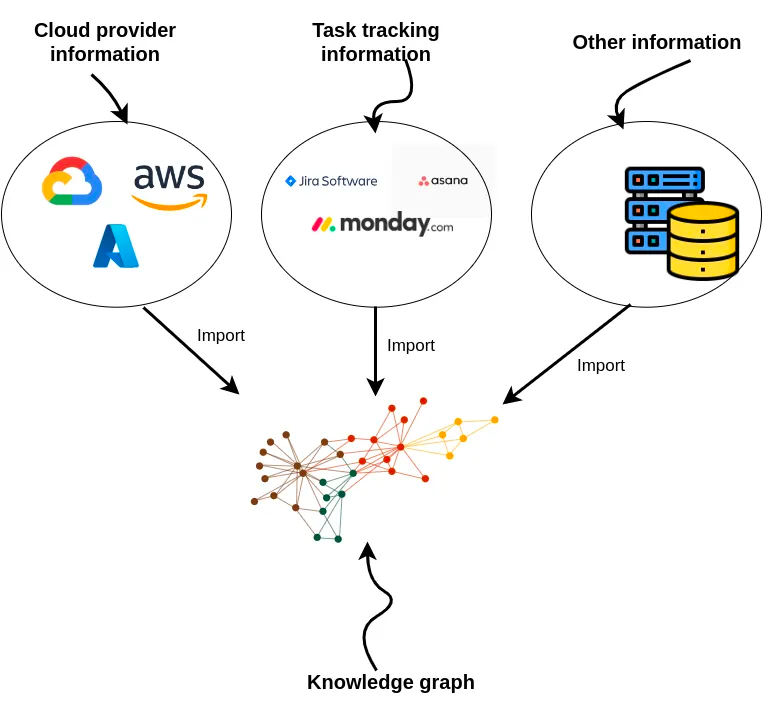 Cloud provider
information
Task tracking
information
Other information
aws
Jira Software
asana
monday.com
Import
Import
Import
Knowledge graph